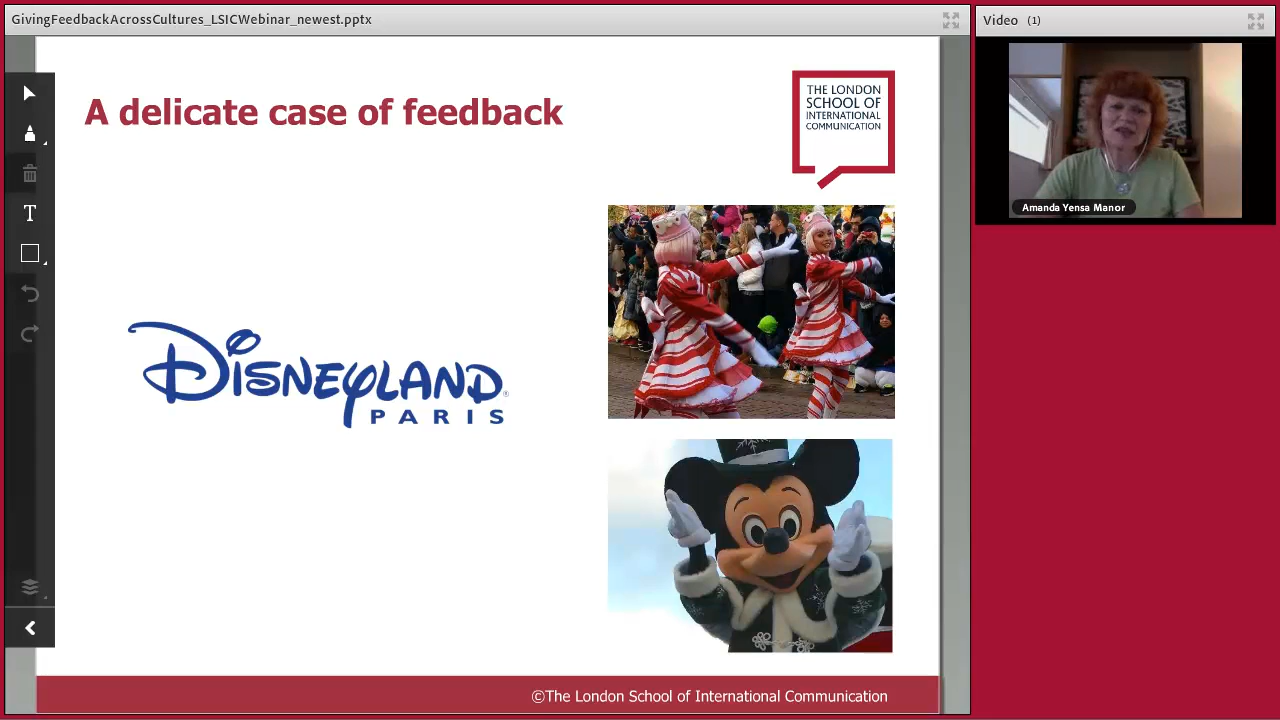 GivingFeedbackAcrossCultures_LSICWebinar_newest.pptx
Video (1)
A delicate case of feedback
THE LONDON
SCHOOL OF
INTERNATIONAL
COMMUNICATION
Amanda Yensa Manor
DISNEYLAND®
PARIS
T
©The London School of International Communication